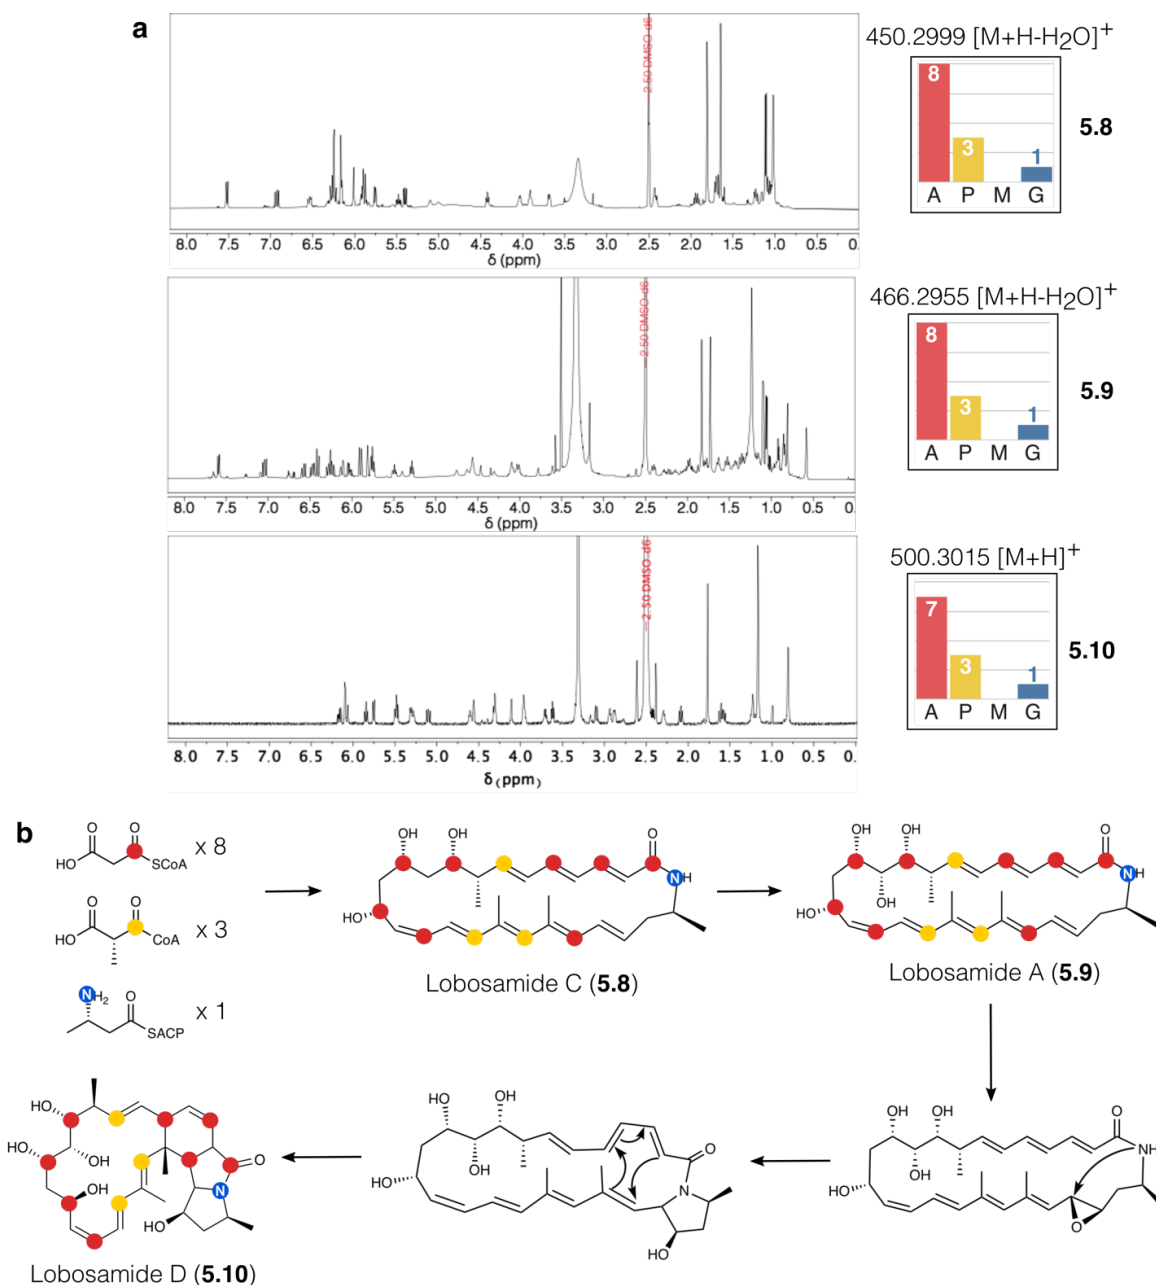 a
450.2999 [M+H-H2O]+
2.50 DMSO-d6
8
3
1
A P M G
5.8
8.0 7.5 7.0 6.5 6.0 5.5 5.0 4.5 4.0 3.5 3.0 2.5 2.0 1.5 1.0 0.5 0.
δ (ppm)
466.2955 [M+H-H2O]+
2.50 DMSO-d6
8
3
1
A P M G
5.9
8.0 7.5 7.0 6.5 6.0 5.5 5.0 4.5 4.0 3.5 3.0 2.5 2.0 1.5 1.0 0.5 0.
δ (ppm)
500.3015 [M+H]+
2.50 DMSO-d6
7
3
1
A P M G
5.10
8.0 7.5 7.0 6.5 6.0 5.5 5.0 4.5 4.0 3.5 3.0 2.5 2.0 1.5 1.0 0.5 0.
δ (ppm)
b
O O
HO SCoA x 8
O O
HO CoA x 3
NH2 O
SACP x 1
OH OH O
NH
HO
Lobosamide C (5.8)
OH OH O
NH
OH
HO
Lobosamide A (5.9)
HO
HO
OH
OH
O
N
HO
Lobosamide D (5.10)
OH OH
OH
HO
O
N
HO
OH OH O
NH
OH
HO
O